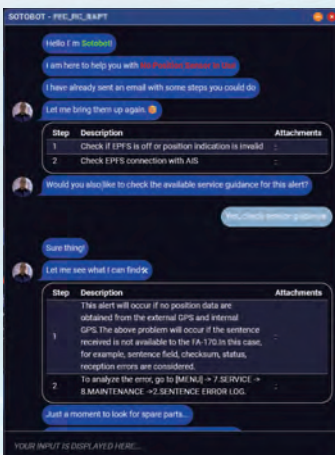 SOTOBOT - FEC_RC_RAPT
Hello I'm Sotobot!
I am here to help you with No Position Sensor in Use
I have already sent an email with some steps you could do
Let me bring them up again.
Step Description Attachments
1 Check if EPFS is off or position indication is invalid -
2 Check EPFS connection with AIS -
Would you also like to check the available service guidance for this alert?
Yes, check service guidance
Sure thing!
Let me see what I can find
Step Description Attachments
This alert will occur if no position data are
obtained from the external GPS and internal
GPS.The above problem will occur if the sentence
1 received is not available to the FA-170.In this case, -
for example, sentence field, checksum, status,
reception errors are considered.
2 To analyze the error, go to [MENU] -> 7.SERVICE -> -
8.MAINTENANCE ->2.SENTENCE ERROR LOG.
Just a moment to look for spare parts...
YOUR INPUT IS DISPLAYED HERE...